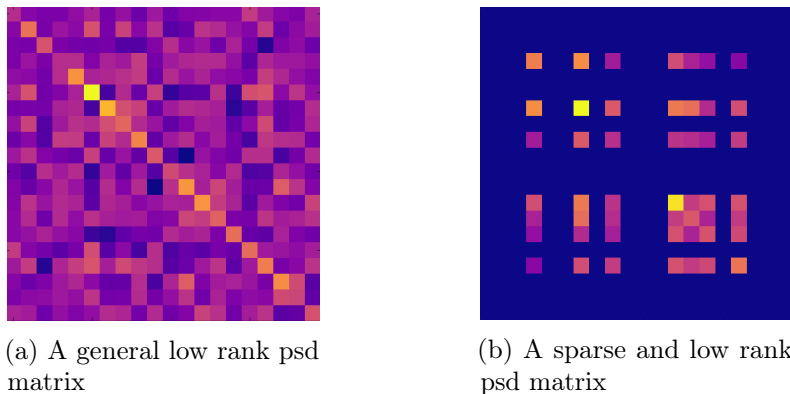 (a) A general low rank psd
matrix
(b) A sparse and low rank
psd matrix